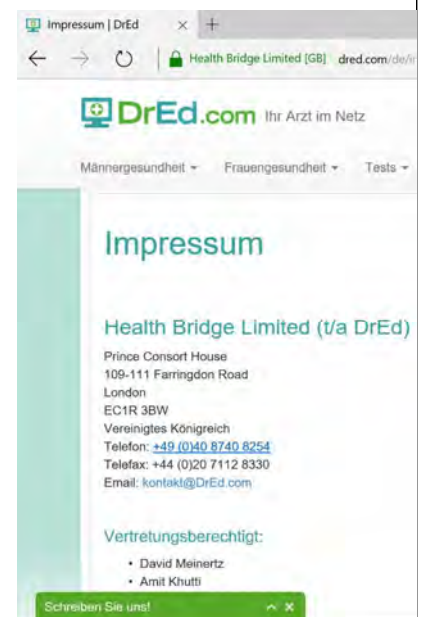 Impressum | DrEd
Health Bridge Limited [GB] dred.com/de/
DrEd.com Ihr Arzt im Netz
Männergesundheit Frauengesundheit Tests
Impressum
Health Bridge Limited (t/a DrEd)
Prince Consort House
109-111 Farringdon Road
London
EC1R 3BW
Vereinigtes Königreich
Telefon: +49 (0)40 8740 8254
Telefax: +44 (0)20 7112 8330
Email: kontakt@DrEd.com
Vertretungsberechtigt:
• David Meinertz
• Amit Khutti
Schreiben Sie uns!